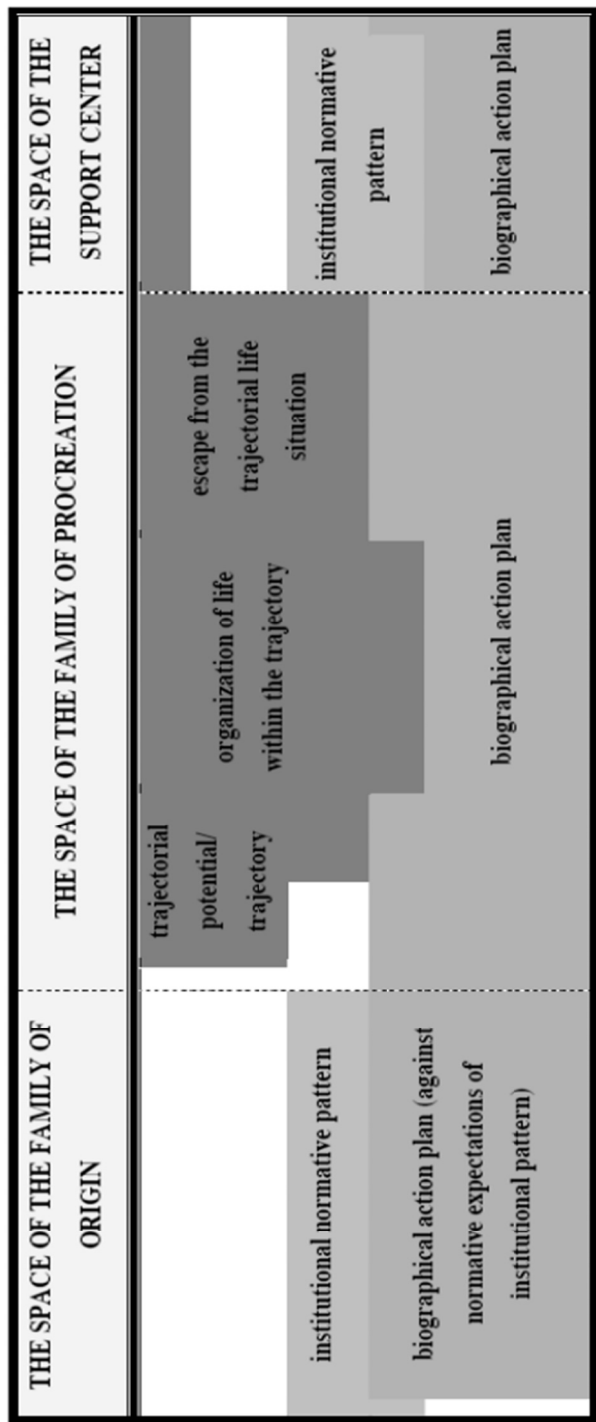 THE SPACE OF THE FAMILY OF
ORIGIN
THE SPACE OF THE FAMILY OF PROCREATION
THE SPACE OF THE
SUPPORT CENTER
trajectorial
potential/
trajectory
organization of life
within the trajectory
escape from the
trajectorial life
situation
institutional normative pattern
institutional normative
pattern
biographical action plan (against
normative expectations of
institutional pattern)
biographical action plan
biographical action plan